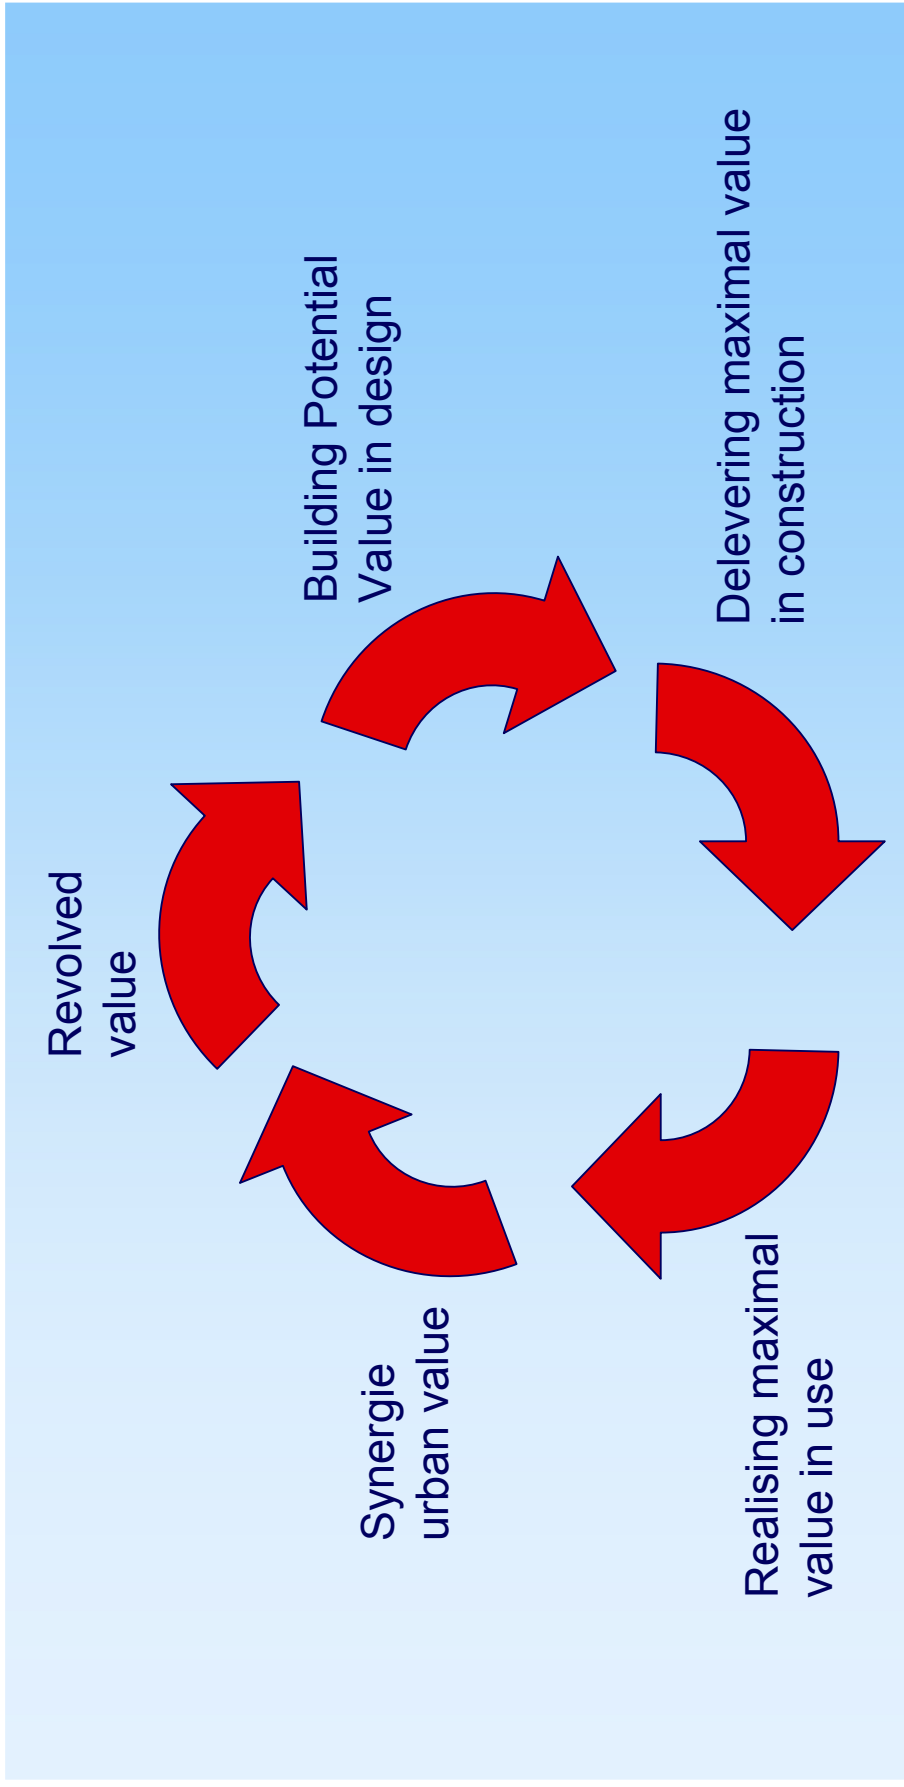 Revolved
value
Building Potential
Value in design
Delevering maximal value
in construction
Realising maximal
value in use
Synergie
urban value